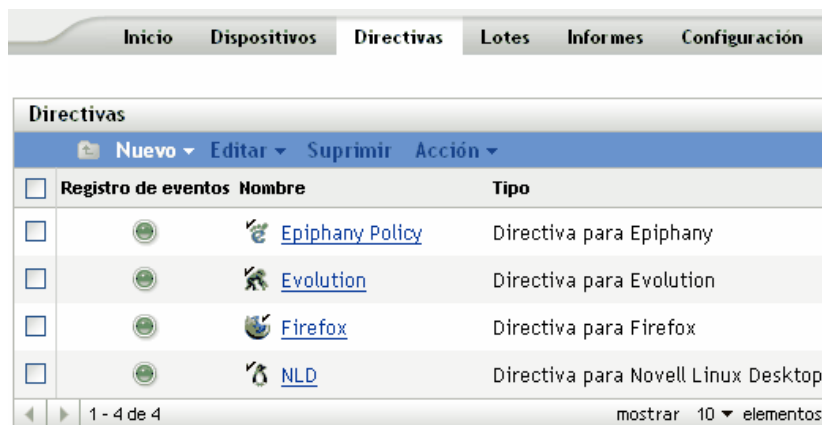 Inicio Dispositivos Directivas Lotes Informes Configuración
Directivas
Nuevo Editar Suprimir Acción
Registro de eventos Nombre Tipo
Epiphany Policy Directiva para Epiphany
Evolution Directiva para Evolution
Firefox Directiva para Firefox
NLD Directiva para Novell Linux Desktop
1 - 4 de 4 mostrar 10 elementos